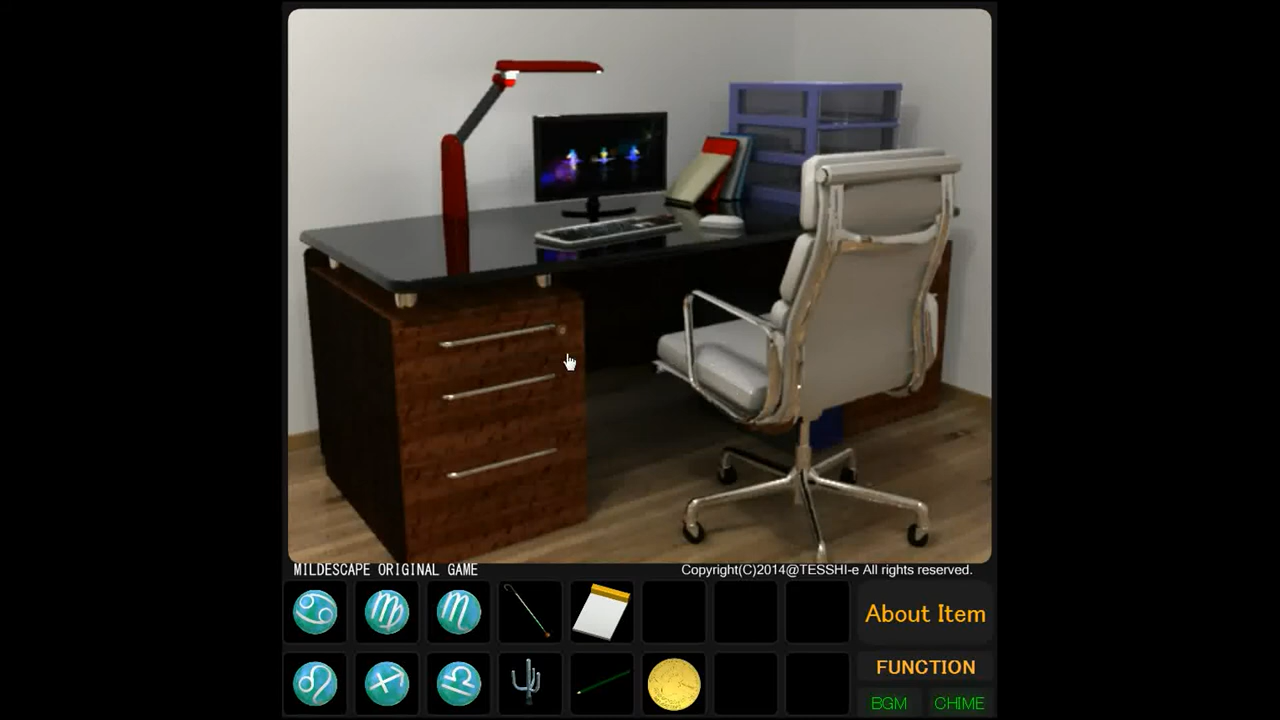 MILDESCAPE ORIGINAL GAME
Copyright(C)2014@TESSHI-e All rights reserved.
About Item
FUNCTION
BGM
CHIME